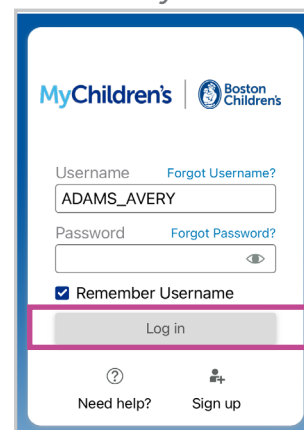 MyChildren's
Boston
Children's
Username Forgot Username?
ADAMS_AVERY
Password Forgot Password?
Remember Username
Log in
Need help? Sign up